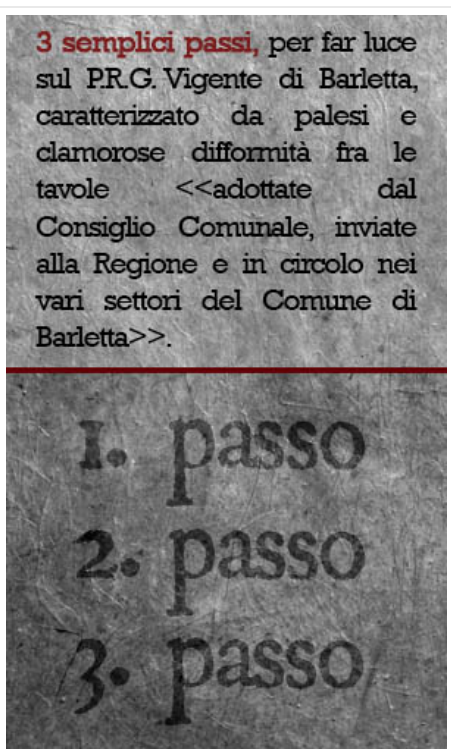 3 semplici passi, per far luce
sul P.R.G. Vigente di Barletta,
caratterizzato da palesi e
clamorose difformità fra le
tavole <<adottate dal
Consiglio Comunale, inviate
alla Regione e in circolo nei
vari settori del Comune di
Barletta>>.
1. passo
2. passo
3. passo